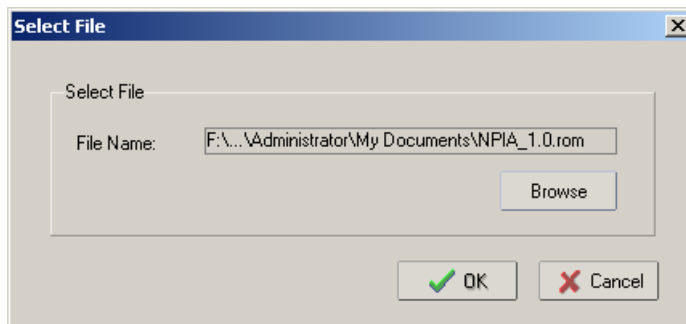 Select File
Select File
File Name: F:\...\Administrator\My Documents\NPIA_1.0.rom
Browse
OK Cancel